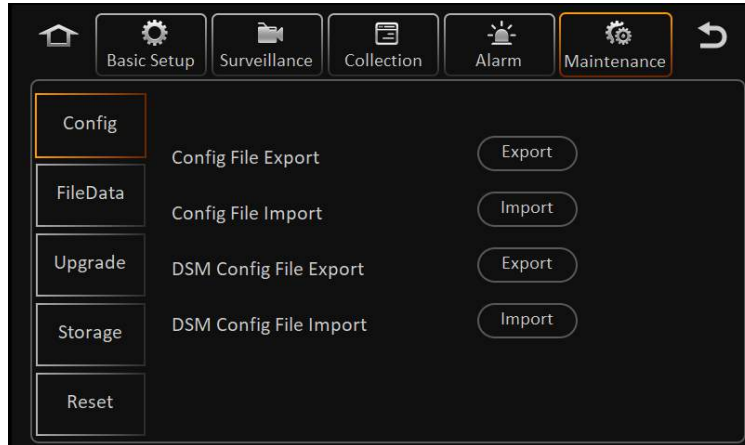 Basic Setup
Surveillance
Collection
Alarm
Maintenance
Config
FileData
Upgrade
Storage
Reset
Config File Export
Export
Config File Import
Import
DSM Config File Export
Export
DSM Config File Import
Import